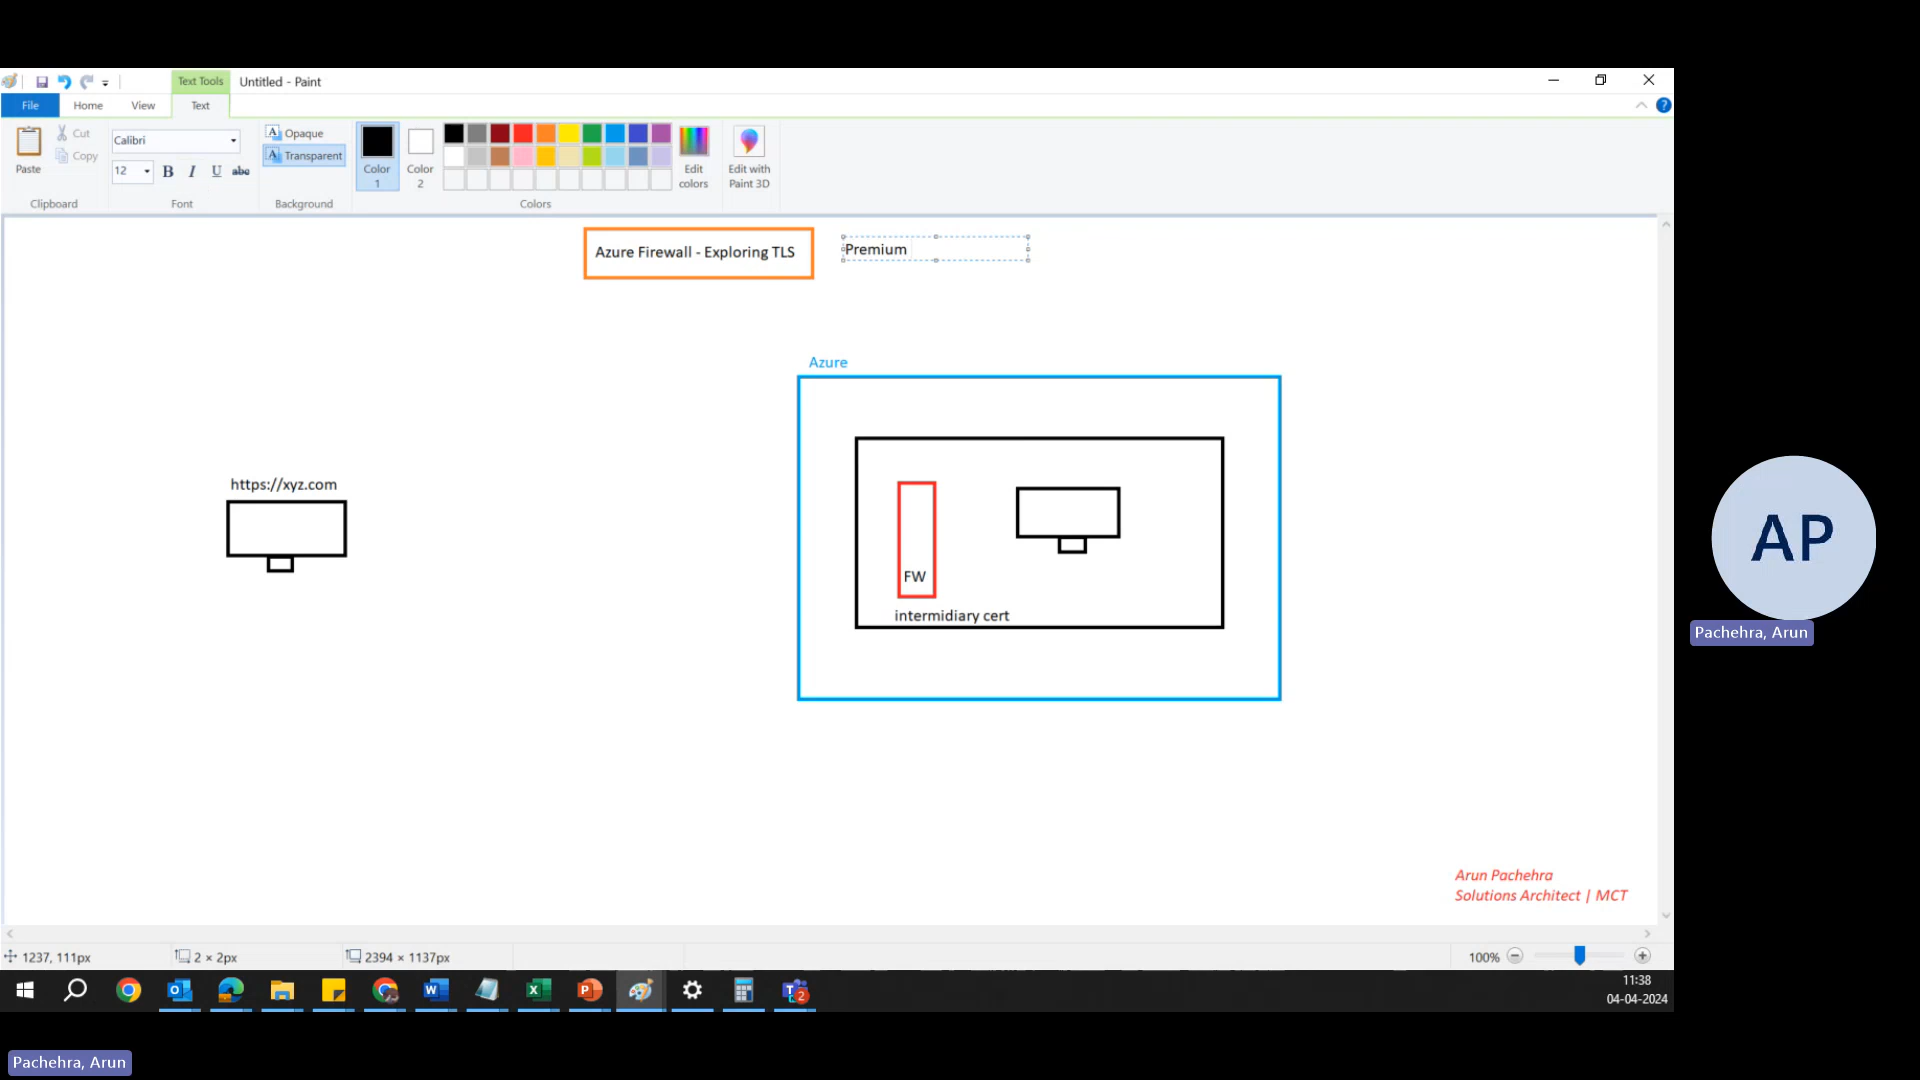 Text Tools
Untitled - Paint
File
Home
View
Text
Paste
Cut
Copy
Clipboard
Calibri
12
B
I
U
abc
Font
Opaque
Transparent
Background
Color
1
Color
2
Edit
colors
Edit with
Paint 3D
Colors
Azure Firewall - Exploring TLS
Premium
Azure
https://xyz.com
FW
intermidiary cert
Arun Pachehra
Solutions Architect | MCT
AP
Pachehra, Arun
1237, 111px
2 × 2px
2394 × 1137px
100%
11:38
04-04-2024
Pachehra, Arun